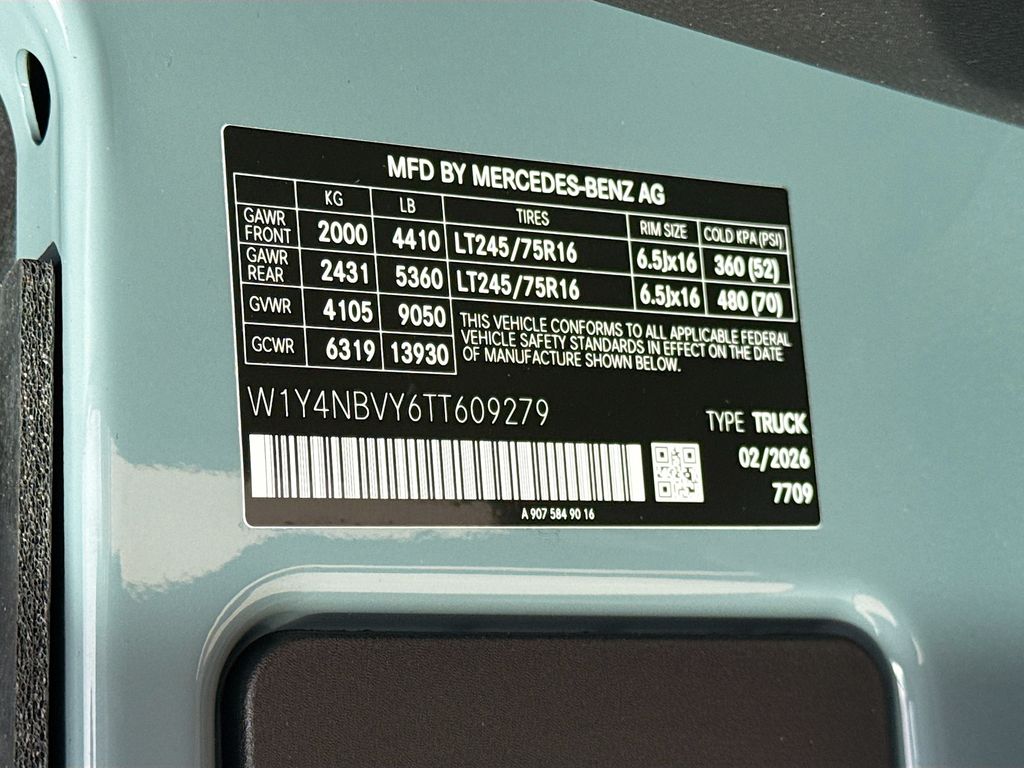 MFD BY MERCEDES-BENZ AG
KG LB TIRES RIM SIZE COLD KPA (PSI)
GAWR FRONT 2000 4410 LT245/75R16 6.5Jx16 360 (52)
GAWR REAR 2431 5360 LT245/75R16 6.5Jx16 480 (70)
GVWR 4105 9050
GCWR 6319 13930
THIS VEHICLE CONFORMS TO ALL APPLICABLE FEDERAL
VEHICLE SAFETY STANDARDS IN EFFECT ON THE DATE
OF MANUFACTURE SHOWN BELOW.
W1Y4NBVY6TT609279
TYPE TRUCK
02/2026
7709
A 907 584 90 16